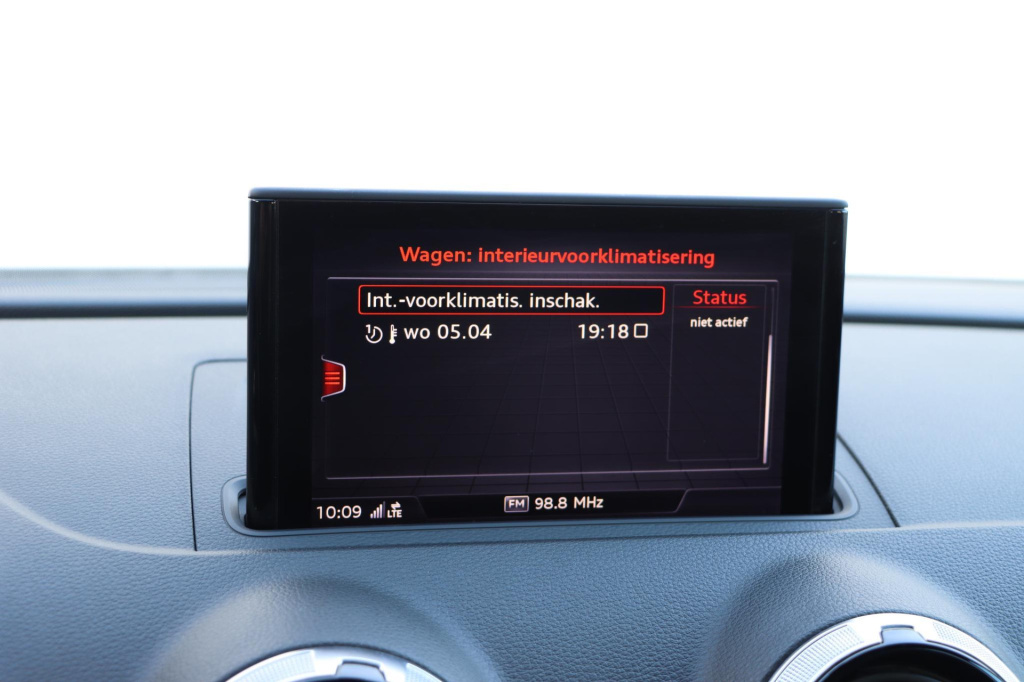 Wagen: interieurvoorklimatisering
Int.-voorklimatis. inschak.
wo 05.04 19:18
Status
niet actief
10:09 LTE FM 98.8 MHz